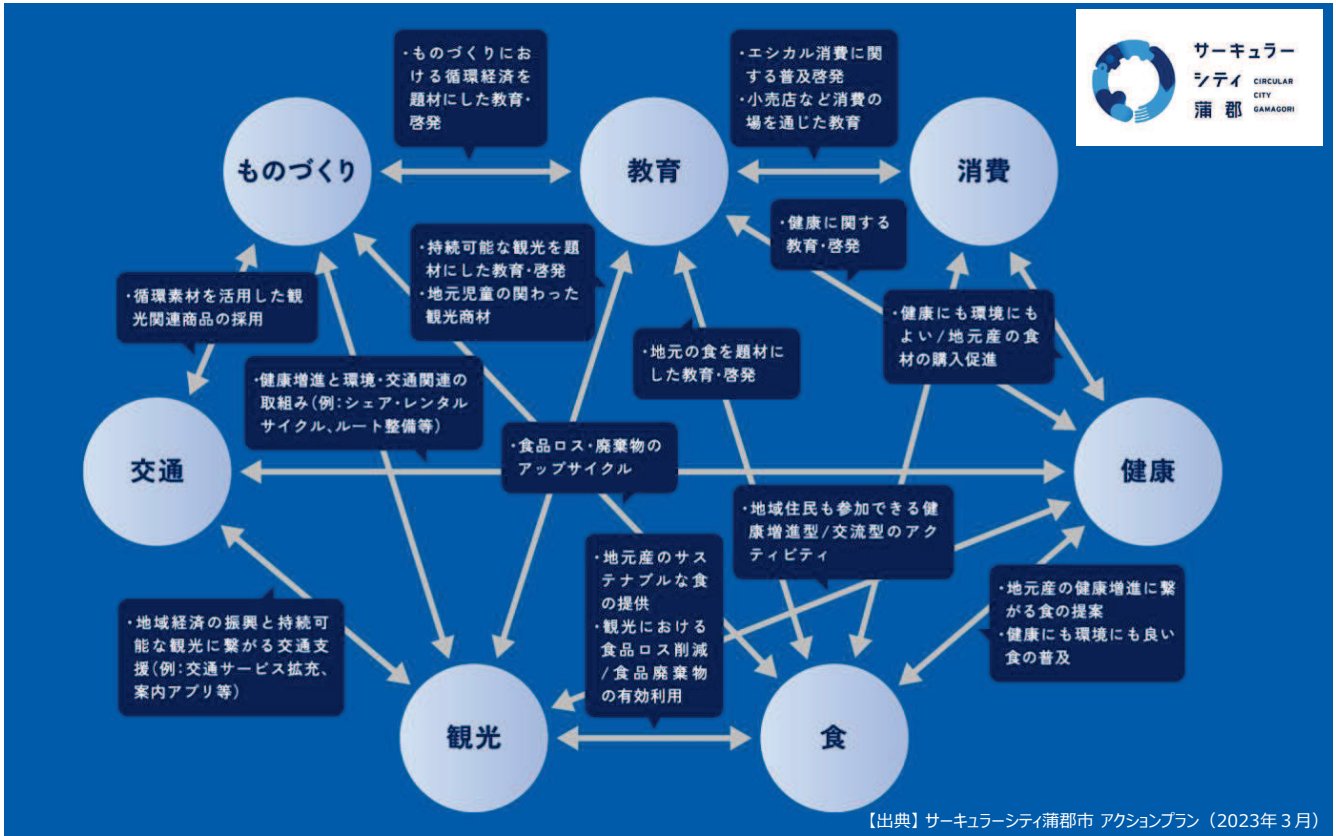 ・ものづくりにお
ける循環経済を
題材にした教育・
啓発
・エシカル消費に関
する普及啓発
・小売店など消費の
場を通じた教育
サーキュラー
シティ
蒲郡
CIRCULAR
CITY
GAMAGORI
ものづくり
教育
消費
・持続可能な観光を題
材にした教育・啓発
・地元児童の関わった
観光商材
・健康に関する
教育・啓発
・循環素材を活用した観
光関連商品の採用
・地元の食を題材に
した教育・啓発
・健康にも環境にも
よい/地元産の食
材の購入促進
・健康増進と環境・交通関連の
取組み(例:シェア・レンタル
サイクル、ルート整備等)
・食品ロス・廃棄物の
アップサイクル
交通
健康
・地域住民も参加できる健
康増進型/交流型のアク
ティビティ
・地元産のサス
テナブルな食
の提供
・観光における
食品ロス削減
/食品廃棄物
の有効利用
・地元産の健康増進に繋
がる食の提案
・健康にも環境にも良い
食の普及
・地域経済の振興と持続可
能な観光に繋がる交通支
援(例:交通サービス拡充、
案内アプリ等)
観光
食
【出典】サーキュラーシティ蒲郡市 アクションプラン（2023年３月）